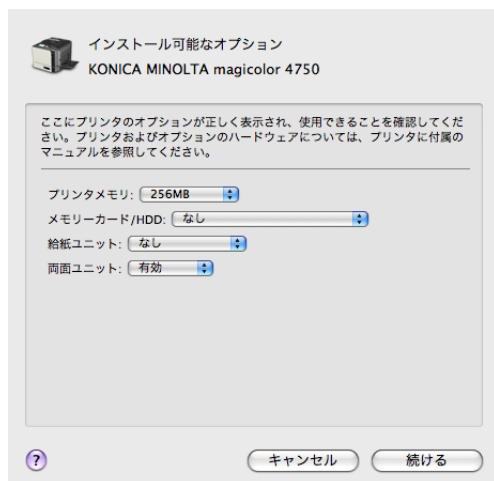 インストール可能なオプション
KONICA MINOLTA magicolor 4750
ここにプリンタのオプションが正しく表示され、使用できることを確認してくだ
さい。プリンタおよびオプションのハードウェアについては、プリンタに付属の
マニュアルを参照してください。
プリンタメモリ: 256MB
メモリーカード/HDD: なし
給紙ユニット: なし
両面ユニット: 有効
? キャンセル 続ける